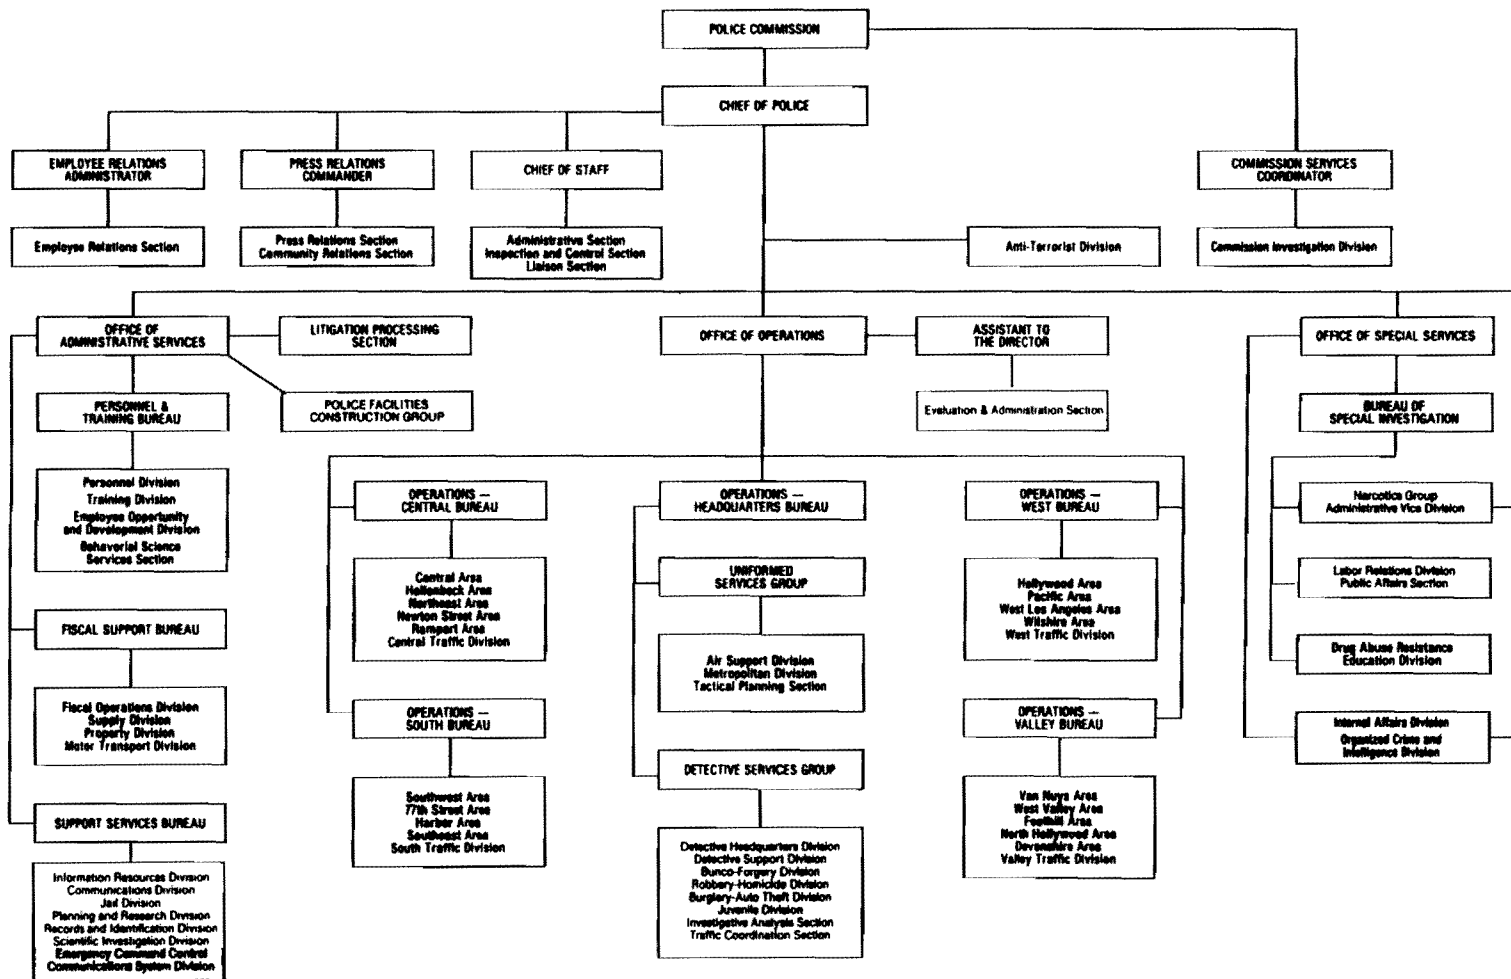 POLICE COMMISSION
CHIEF OF POLICE
EMPLOYEE RELATIONS
ADMINISTRATOR
PRESS RELATIONS
COMMANDER
CHIEF OF STAFF
COMMISSION SERVICES
COORDINATOR
Employee Relations Section
Press Relations Section
Community Relations Section
Administrative Section
Inspection and Control Section
Liaison Section
Anti-Terrorist Division
Commission Investigation Division
OFFICE OF
ADMINISTRATIVE SERVICES
LITIGATION PROCESSING
SECTION
OFFICE OF OPERATIONS
ASSISTANT TO
THE DIRECTOR
OFFICE OF SPECIAL SERVICES
PERSONNEL &
TRAINING BUREAU
POLICE FACILITIES
CONSTRUCTION GROUP
Evaluation & Administration Section
BUREAU OF
SPECIAL INVESTIGATION
Personnel Division
Training Division
Employee Opportunity
and Development Division
Behaverial Science
Services Section
OPERATIONS —
CENTRAL BUREAU
OPERATIONS —
HEADQUARTERS BUREAU
OPERATIONS —
WEST BUREAU
Narcotics Group
Administrative Vice Division
Central Area
Hollenbeck Area
Northeast Area
Newton Street Area
Rampart Area
Central Traffic Division
UNIFORMED
SERVICES GROUP
Hollywood Area
Pacific Area
West Los Angeles Area
Wilshire Area
West Traffic Division
Labor Relations Division
Public Affairs Section
FISCAL SUPPORT BUREAU
Air Support Division
Metropolitan Division
Tactical Planning Section
Drug Abuse Resistance
Education Division
Fiscal Operations Division
Supply Division
Property Division
Motor Transport Division
OPERATIONS —
SOUTH BUREAU
OPERATIONS —
VALLEY BUREAU
Internal Affairs Division
Organized Crime and
Intelligence Division
DETECTIVE SERVICES GROUP
SUPPORT SERVICES BUREAU
Southwest Area
77th Street Area
Harbor Area
Southeast Area
South Traffic Division
Van Nuys Area
West Valley Area
Foothill Area
North Hollywood Area
Devonshire Area
Valley Traffic Division
Detective Headquarters Division
Detective Support Division
Bunco-Forgery Division
Robbery-Homicide Division
Burglery-Auto Theft Division
Juvenile Division
Investigative Analysis Section
Traffic Coordination Section
Information Resources Division
Communications Division
Jail Division
Planning and Research Division
Records and Identification Division
Scientific Investigation Division
Emergency Command Control
Communications System Division